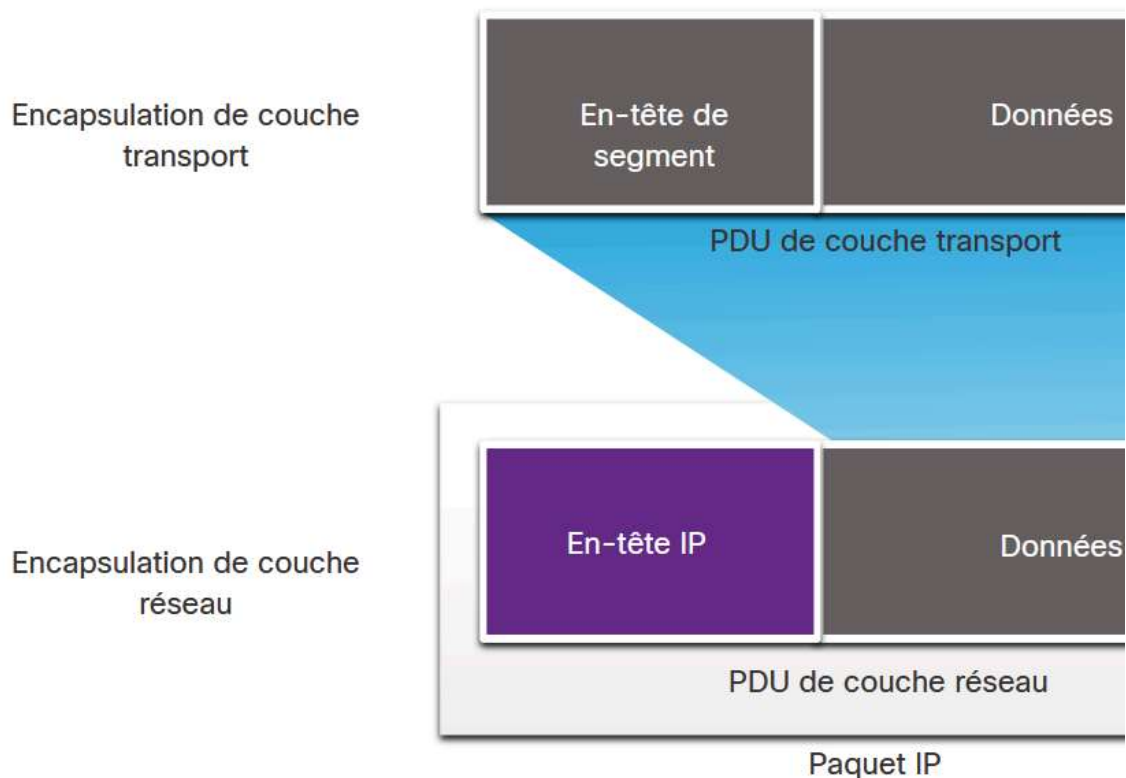 Encapsulation de couche
transport
En-tête de
segment
Données
PDU de couche transport
Encapsulation de couche
réseau
En-tête IP
Données
PDU de couche réseau
Paquet IP